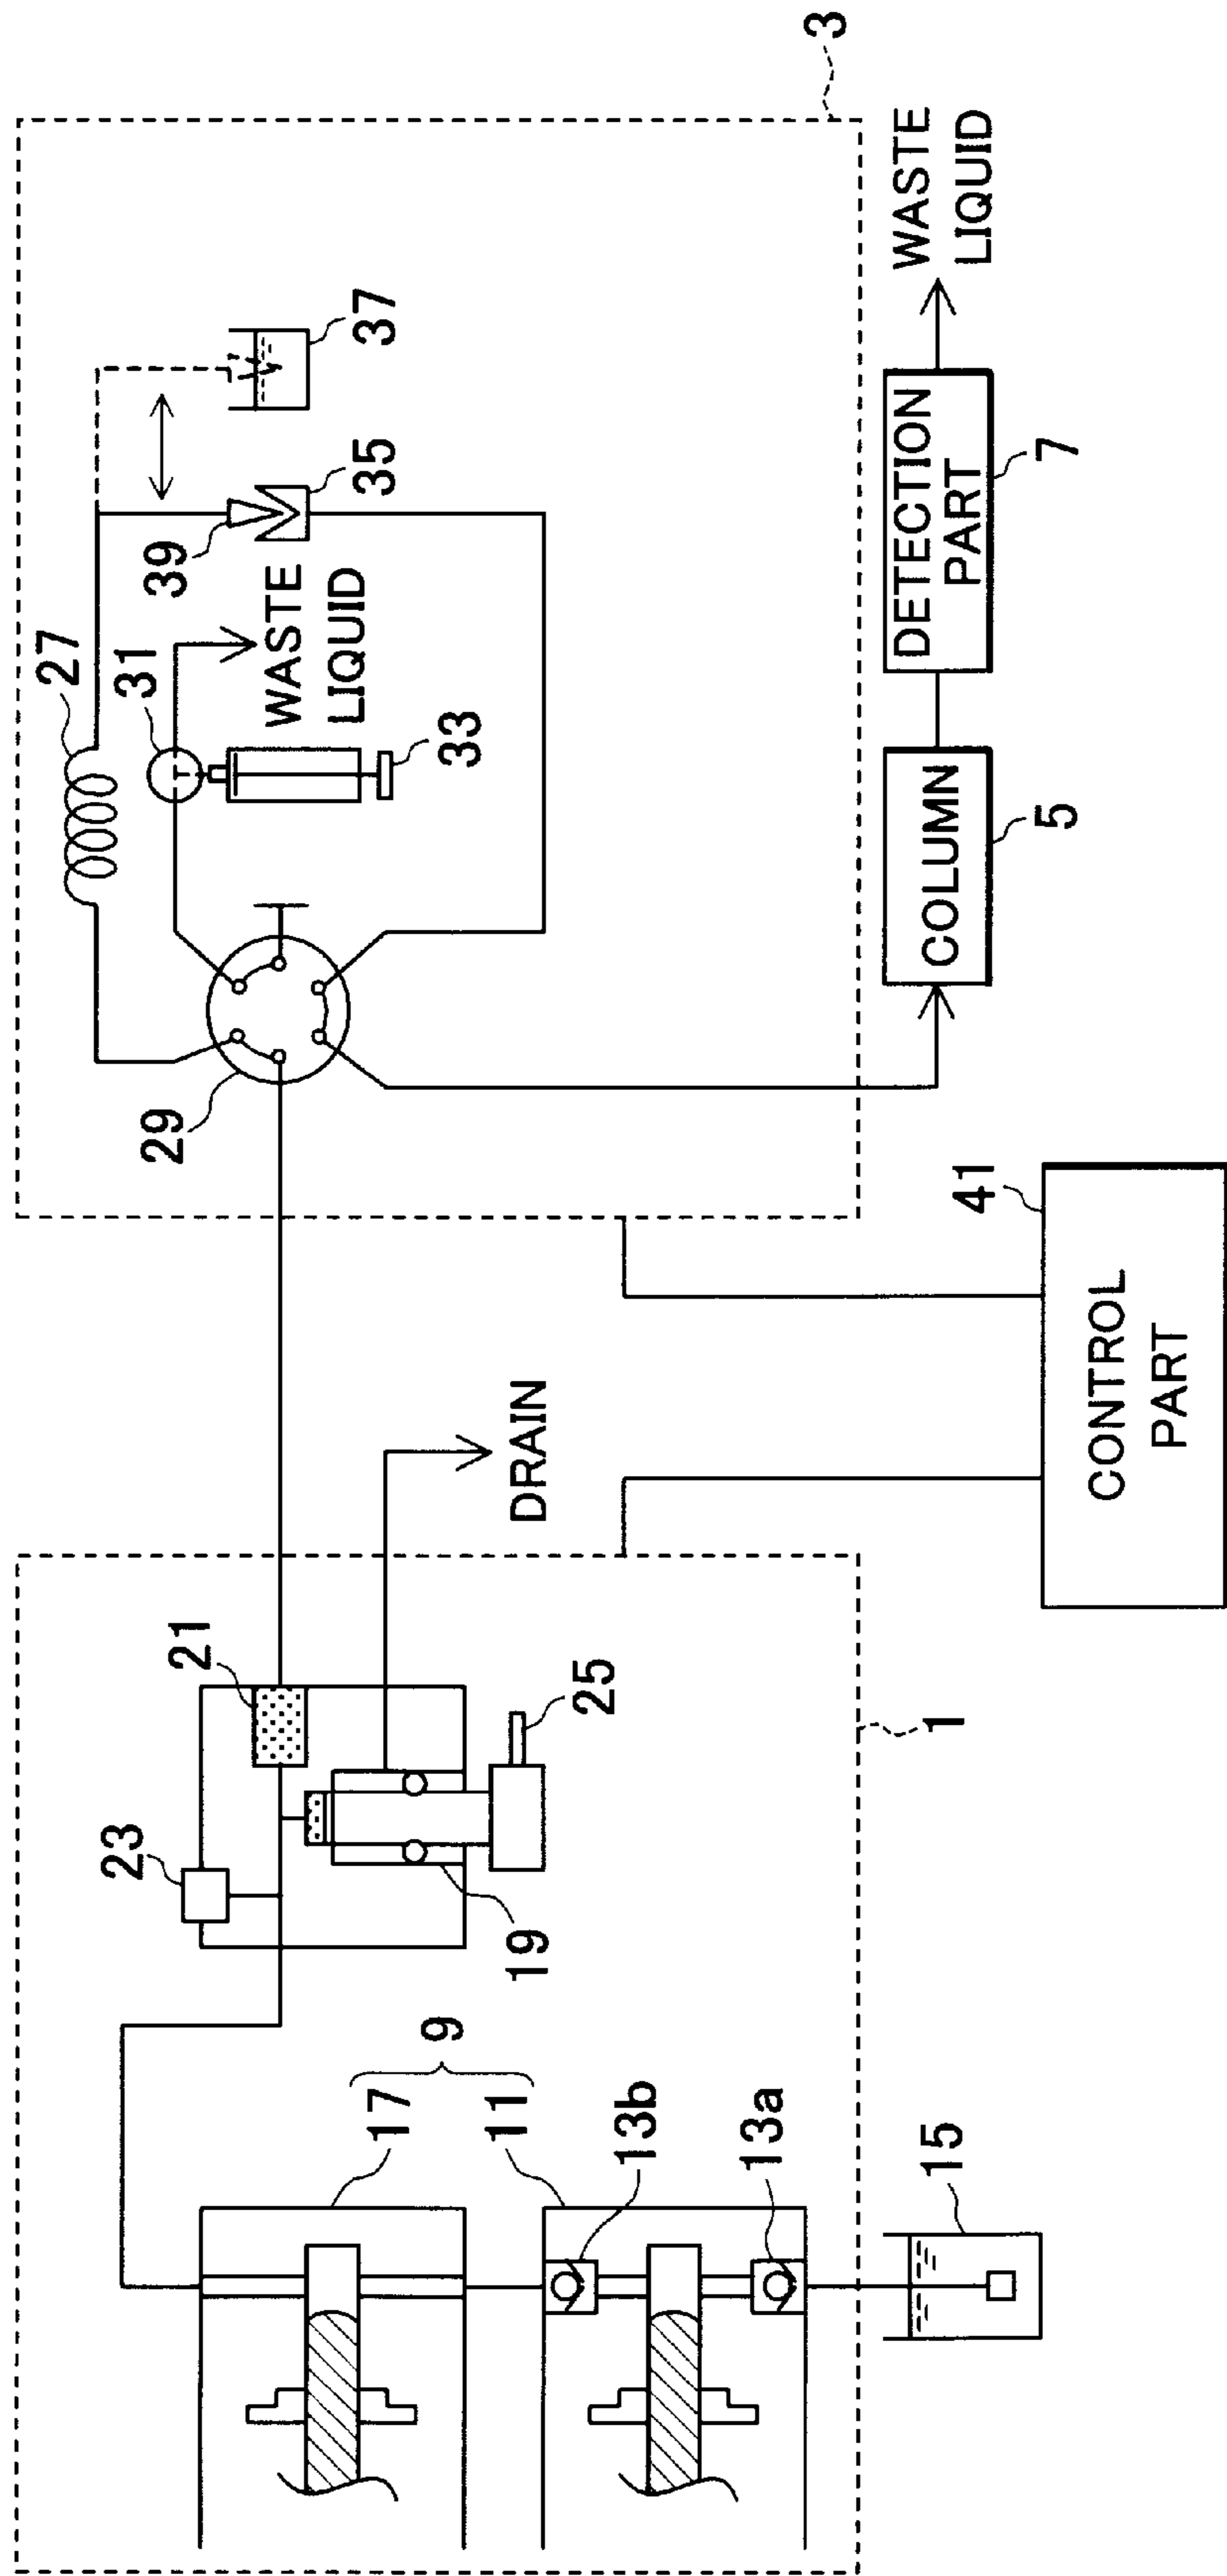 3
27
31
39
35
37
WASTE
LIQUID
33
29
WASTE
LIQUID
COLUMN
5
DETECTION
PART
7
21
23
19
25
DRAIN
1
41
CONTROL
PART
9
17
11
13b
13a
15